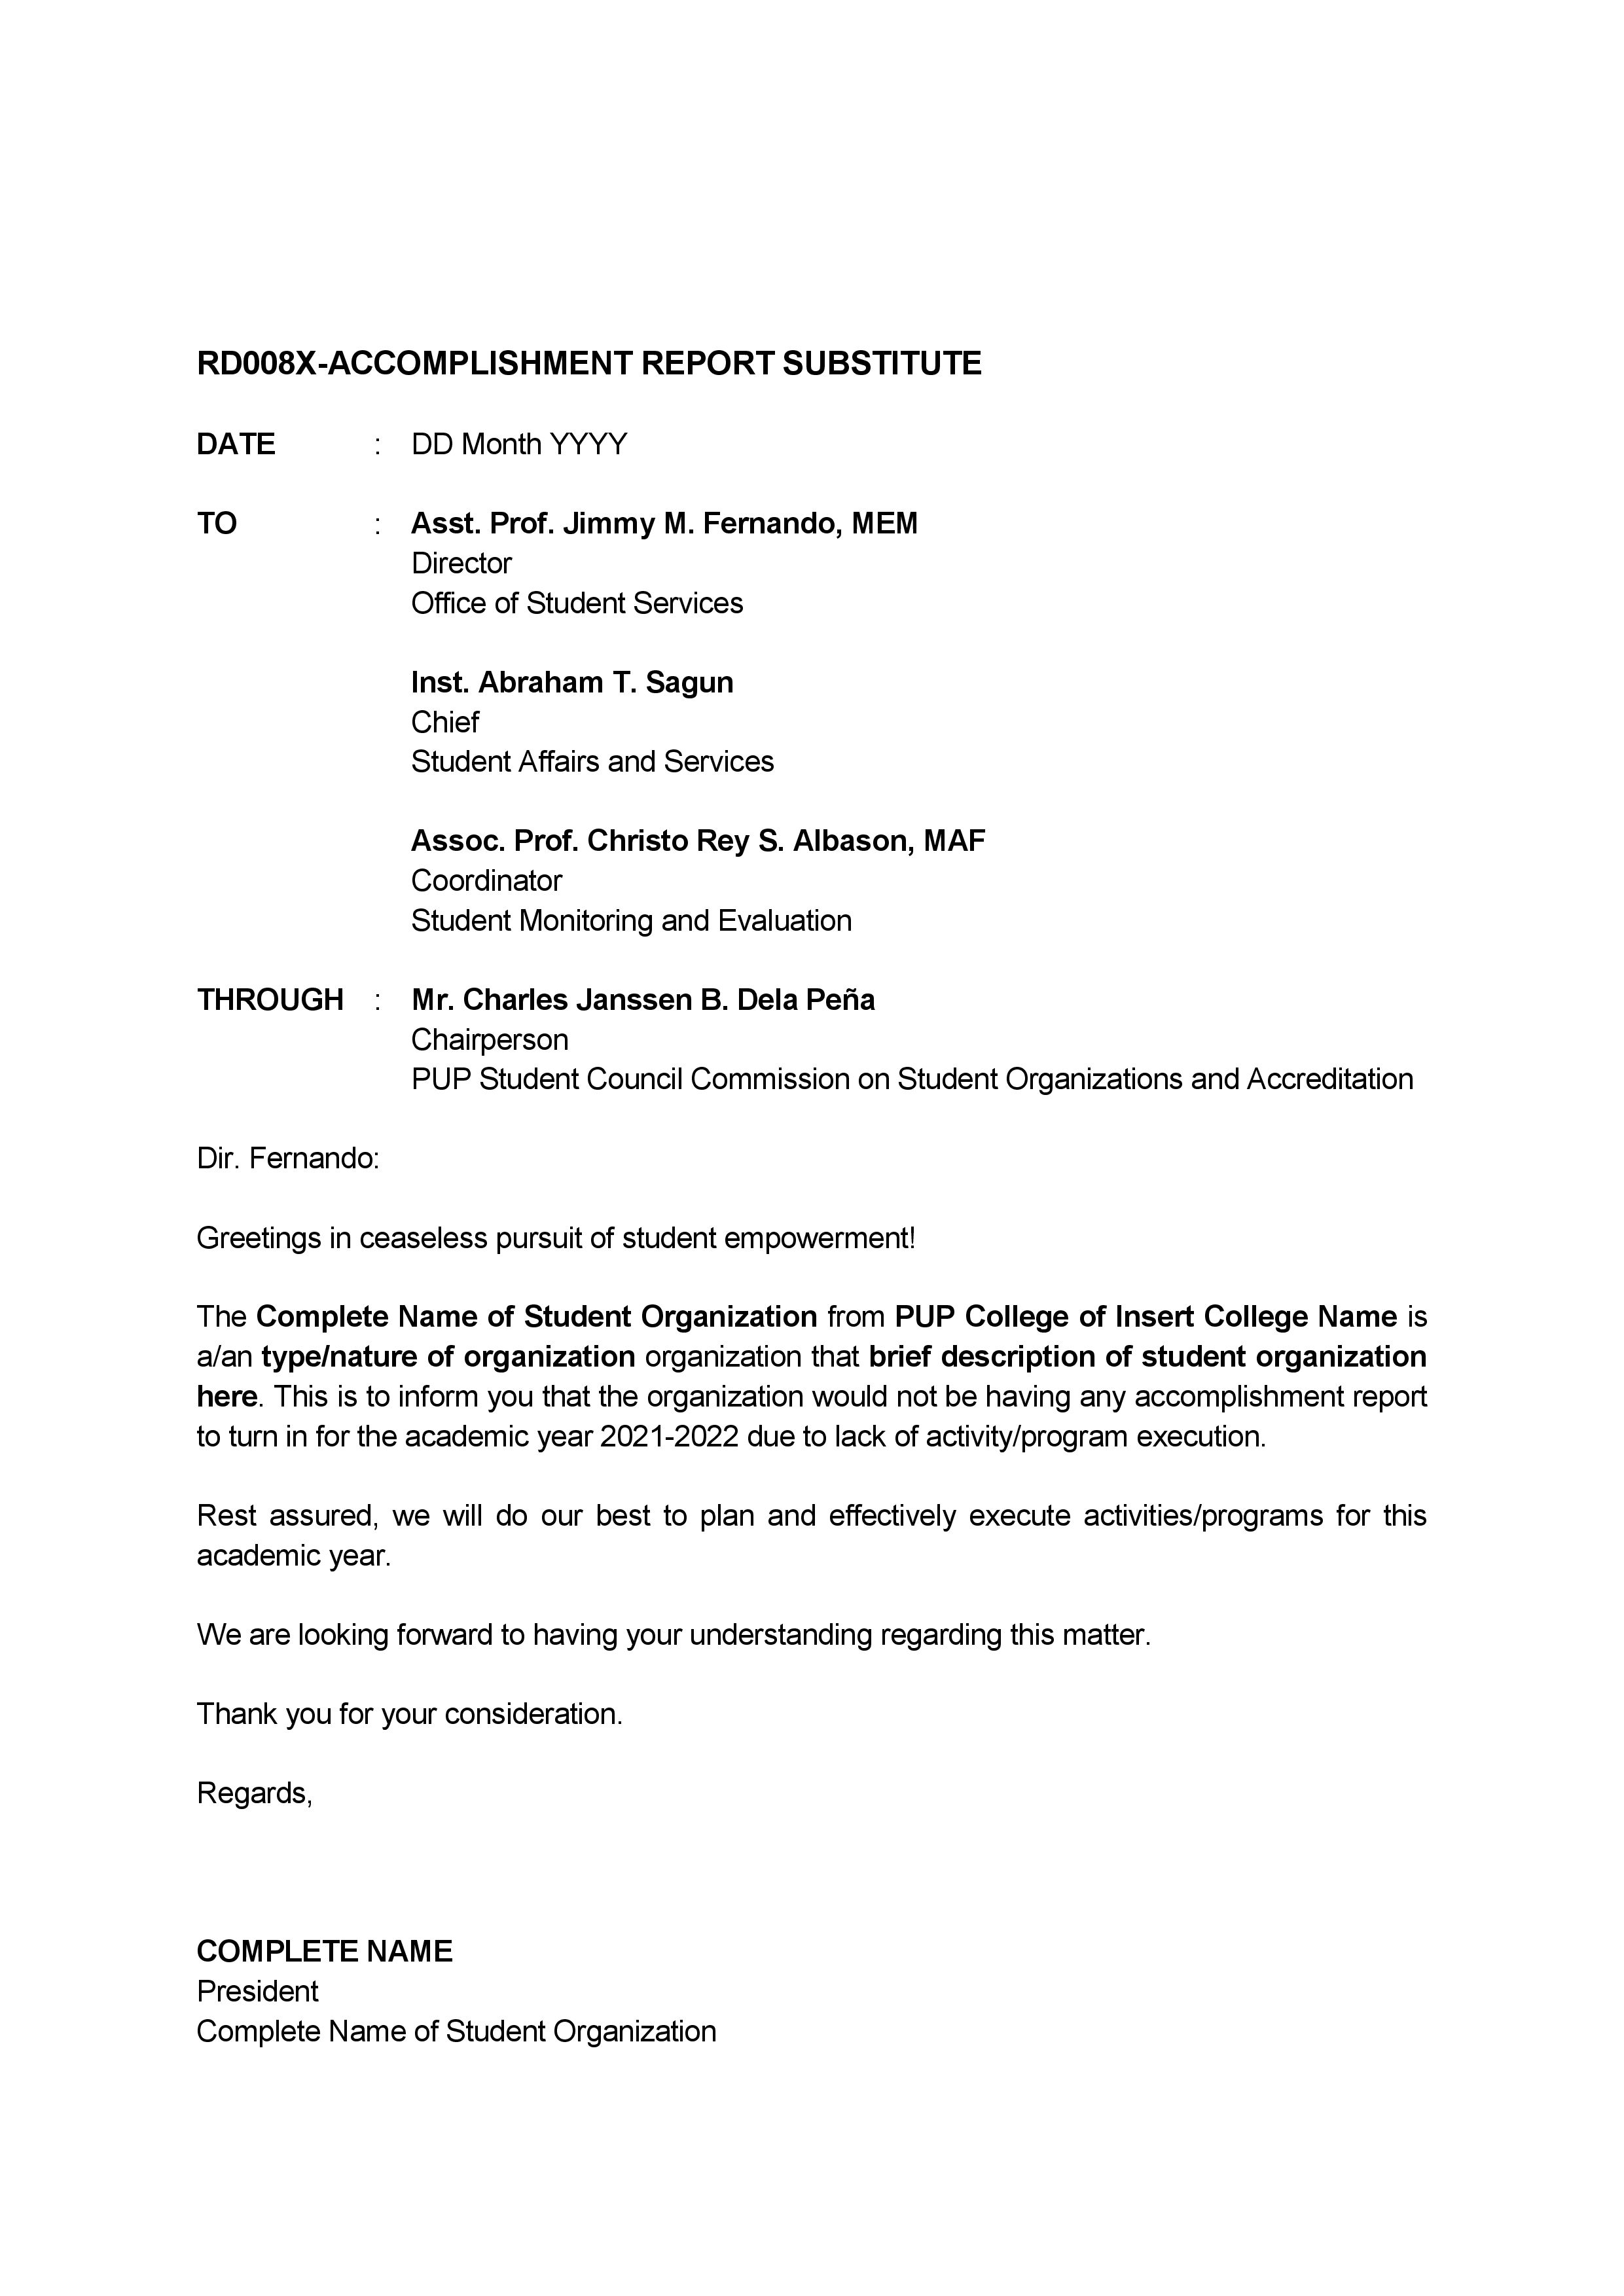 RD008X-ACCOMPLISHMENT REPORT SUBSTITUTE
DATE : DD Month YYYY
TO : Asst. Prof. Jimmy M. Fernando, MEM
Director
Office of Student Services
Inst. Abraham T. Sagun
Chief
Student Affairs and Services
Assoc. Prof. Christo Rey S. Albason, MAF
Coordinator
Student Monitoring and Evaluation
THROUGH : Mr. Charles Janssen B. Dela Peña
Chairperson
PUP Student Council Commission on Student Organizations and Accreditation
Dir. Fernando:
Greetings in ceaseless pursuit of student empowerment!
The Complete Name of Student Organization from PUP College of Insert College Name is
a/an type/nature of organization organization that brief description of student organization
here. This is to inform you that the organization would not be having any accomplishment report
to turn in for the academic year 2021-2022 due to lack of activity/program execution.
Rest assured, we will do our best to plan and effectively execute activities/programs for this
academic year.
We are looking forward to having your understanding regarding this matter.
Thank you for your consideration.
Regards,
COMPLETE NAME
President
Complete Name of Student Organization